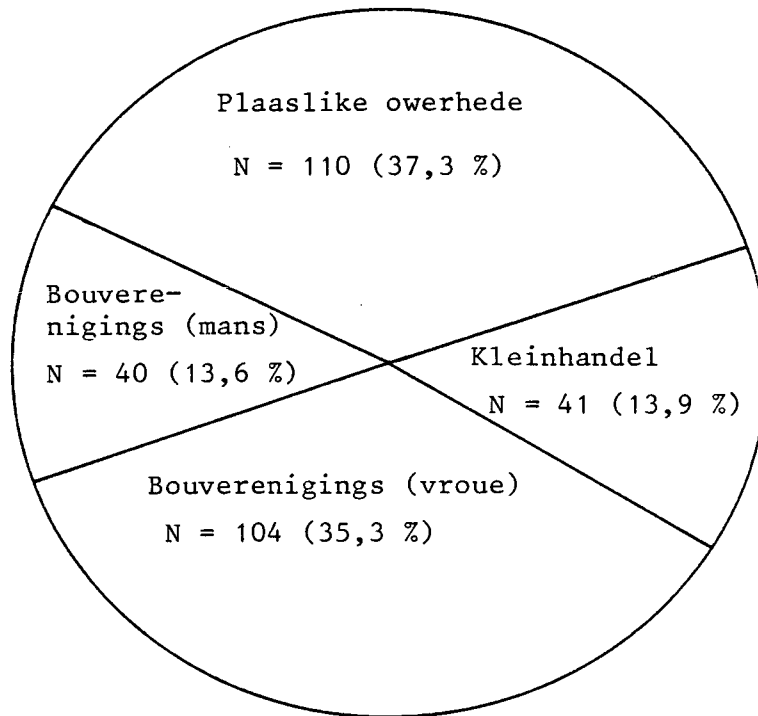 Plaaslike owerhede
N = 110 (37,3 %)
Bouvere-
nigings (mans)
N = 40 (13,6 %)
Kleinhandel
N = 41 (13,9 %)
Bouverenigings (vroue)
N = 104 (35,3 %)